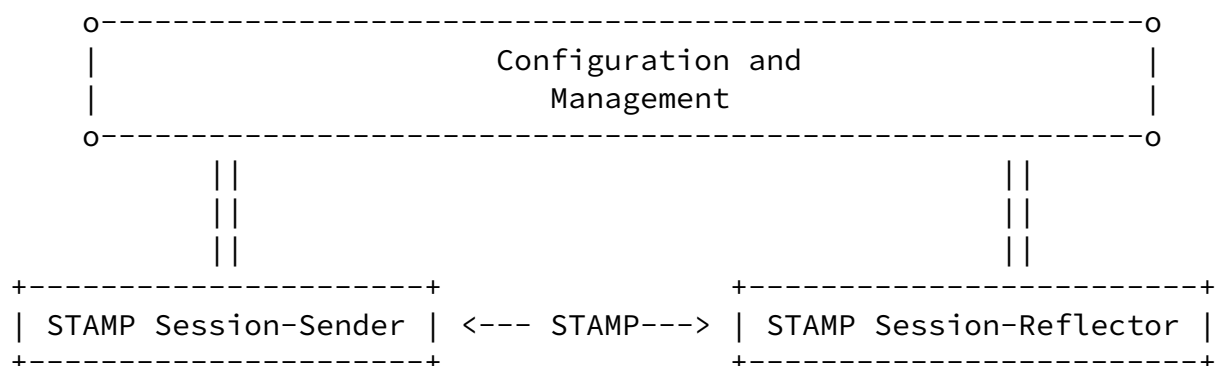 o----------------------------------------------------------o
|                      Configuration and                   |
|                         Management                       |
o----------------------------------------------------------o
||                                          ||
||                                          ||
||                                          ||
+----------------------+                +-------------------------+
| STAMP Session-Sender | <--- STAMP---> | STAMP Session-Reflector |
+----------------------+                +-------------------------+